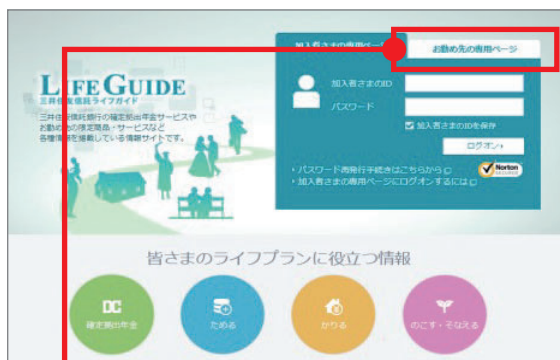 加入者さまの専用ページ
お勤め先の専用ページ
LIFE GUIDE
三井住友信託ライフガイド
三井住友信託銀行の確定拠出年金サービスや
お勤め先の限定商品・サービスなど
各種情報を掲載している情報サイトです。
加入者さまのID
パスワード
加入者さまのIDを保存
ログオン
パスワード再発行手続きはこちらから
加入者さまの専用ページにログオンするには
Norton
SECURED
皆さまのライフプランに役立つ情報
DC
確定拠出年金
ためる
かりる
のこす・そなえる